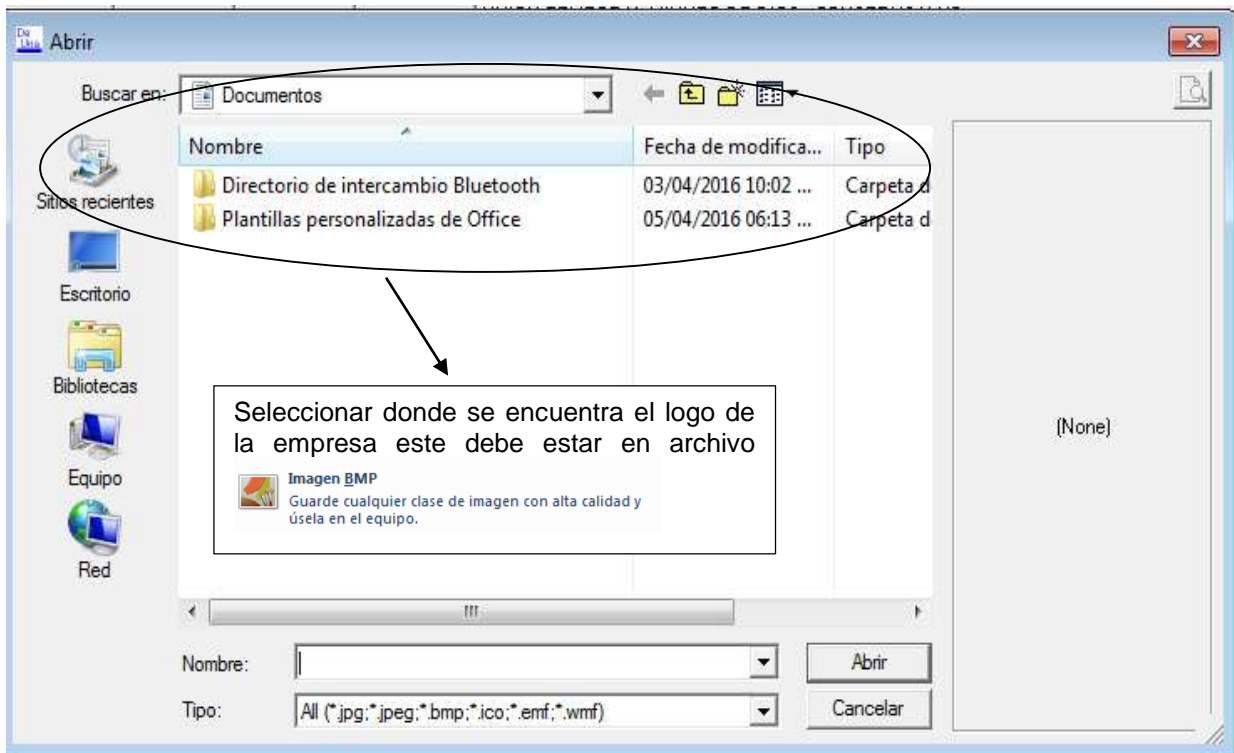 Abrir
Buscar en:
Documentos
Nombre
Fecha de modifica...
Tipo
Directorio de intercambio Bluetooth
03/04/2016 10:02 ...
Carpeta d
Plantillas personalizadas de Office
05/04/2016 06:13 ...
Carpeta d
Sitios recientes
Escritorio
Bibliotecas
Equipo
Red
Seleccionar donde se encuentra el logo de
la empresa este debe estar en archivo
Imagen BMP
Guarde cualquier clase de imagen con alta calidad y
úsela en el equipo.
(None)
Nombre:
Abrir
Tipo:
All (*.jpg;*.jpeg;*.bmp;*.ico;*.emf;*.wmf)
Cancelar